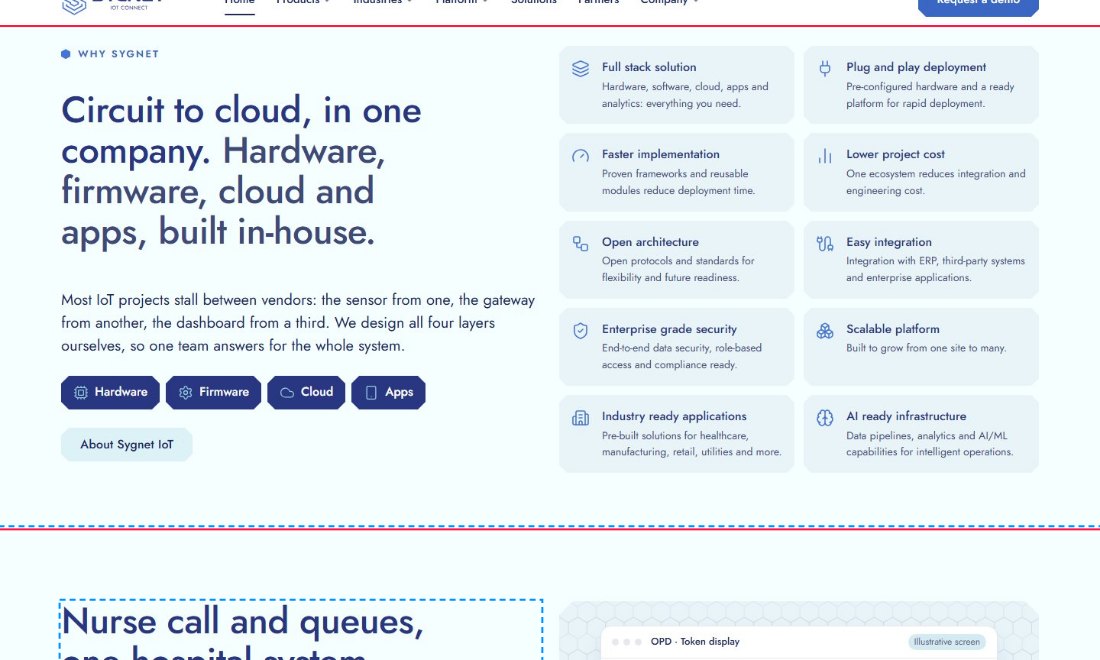 IOT CONNECT
Home Products Industries Platform Solutions Partners Company
Request a demo
WHY SYGNET
Circuit to cloud, in one
company. Hardware,
firmware, cloud and
apps, built in-house.
Most IoT projects stall between vendors: the sensor from one, the gateway
from another, the dashboard from a third. We design all four layers
ourselves, so one team answers for the whole system.
Hardware
Firmware
Cloud
Apps
About Sygnet IoT
Full stack solution
Hardware, software, cloud, apps and
analytics: everything you need.
Plug and play deployment
Pre-configured hardware and a ready
platform for rapid deployment.
Faster implementation
Proven frameworks and reusable
modules reduce deployment time.
Lower project cost
One ecosystem reduces integration and
engineering cost.
Open architecture
Open protocols and standards for
flexibility and future readiness.
Easy integration
Integration with ERP, third-party systems
and enterprise applications.
Enterprise grade security
End-to-end data security, role-based
access and compliance ready.
Scalable platform
Built to grow from one site to many.
Industry ready applications
Pre-built solutions for healthcare,
manufacturing, retail, utilities and more.
AI ready infrastructure
Data pipelines, analytics and AI/ML
capabilities for intelligent operations.
Nurse call and queues,
one hospital system
OPD · Token display
Illustrative screen